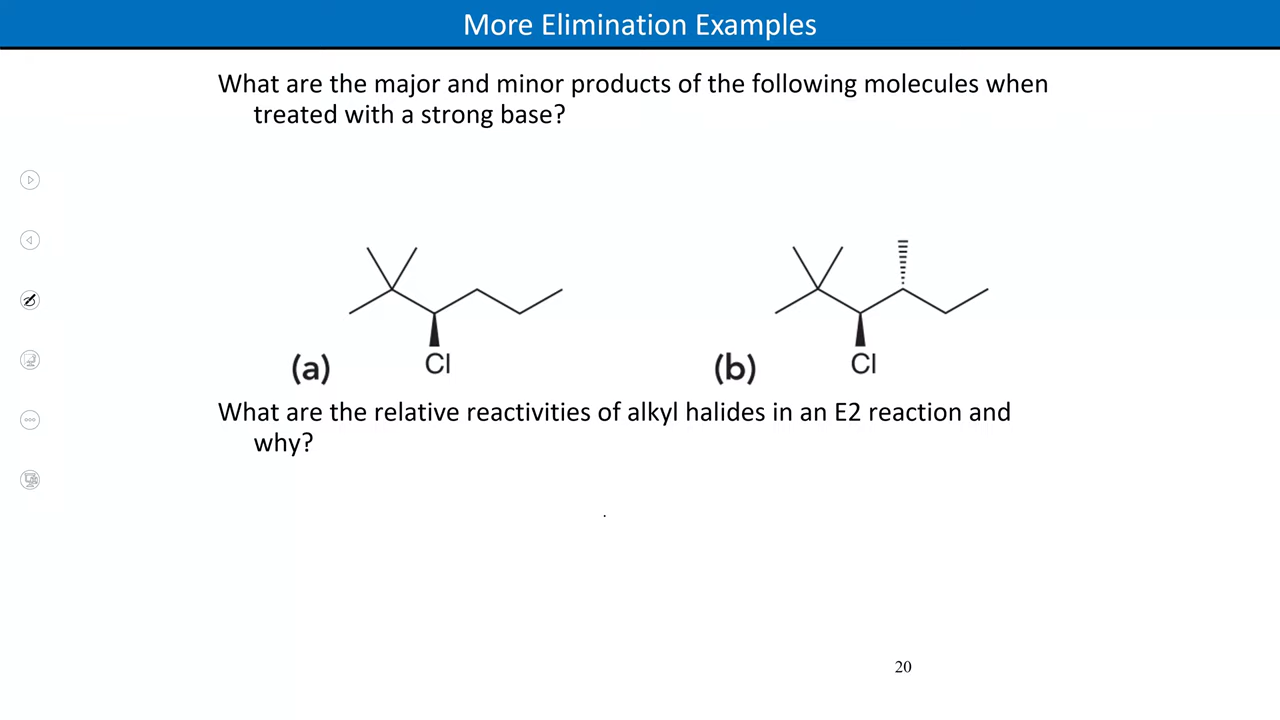 More Elimination Examples
What are the major and minor products of the following molecules when
treated with a strong base?
Cl
(a)
Cl
(b)
What are the relative reactivities of alkyl halides in an E2 reaction and
why?
20